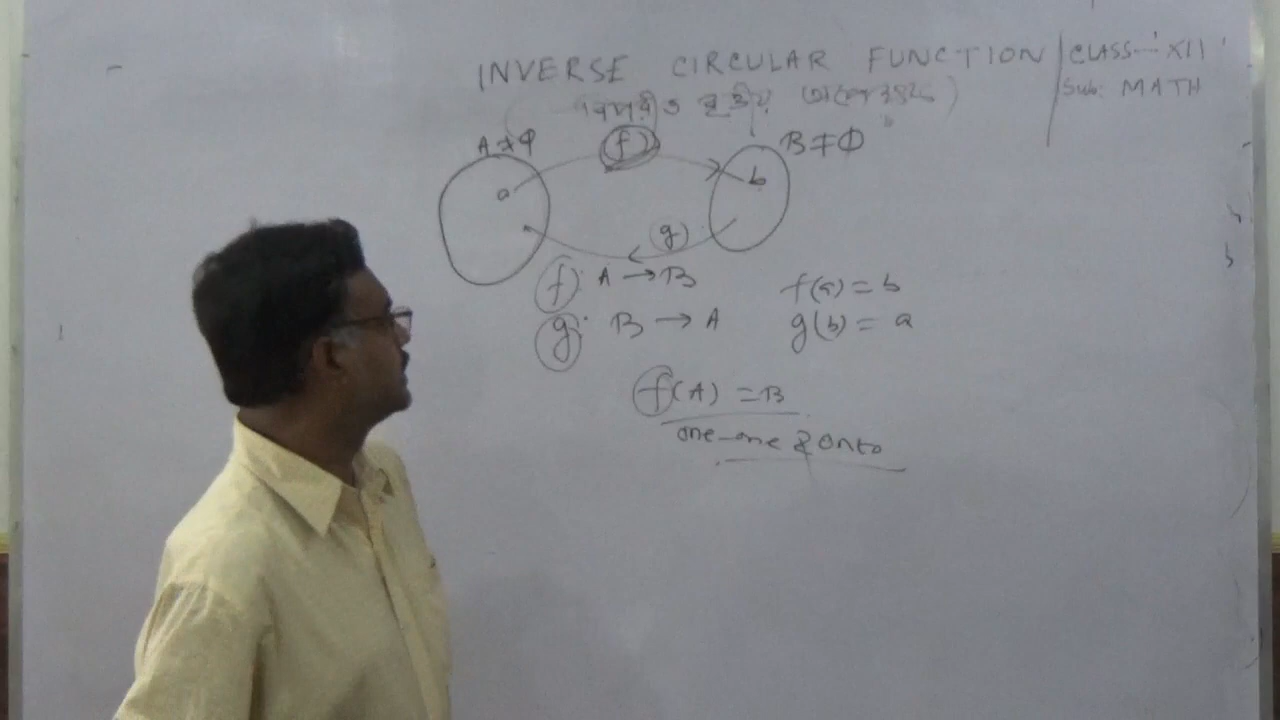 INVERSE CIRCULAR FUNCTION
CLASS- XII
Sub: MATH
A ≠ Φ
f
B ≠ Φ
a
b
g
f: A → B
f(a) = b
g: B → A
g(b) = a
f(A) = B
one-one & onto